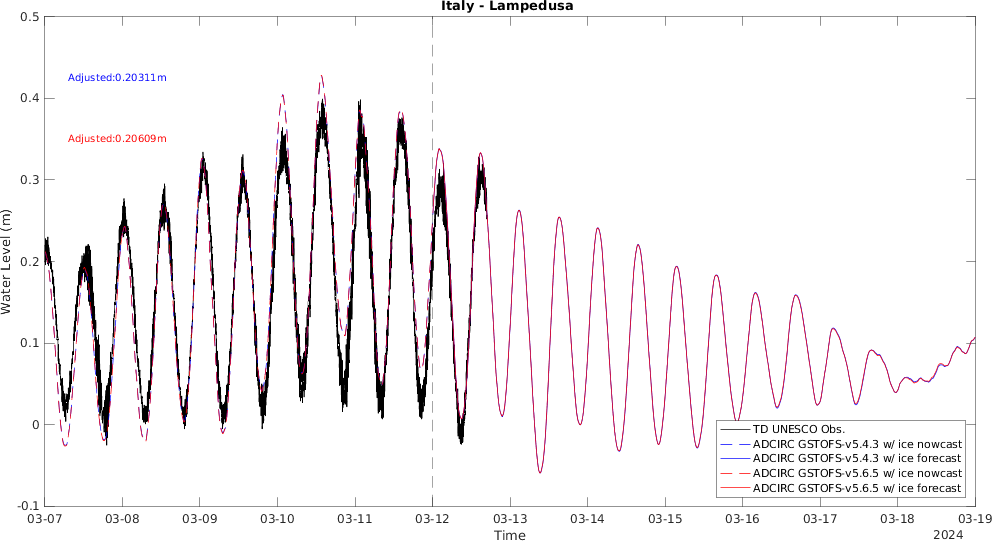 Italy - Lampedusa
0.5
Adjusted:0.20311m
0.4
Adjusted:0.20609m
0.3
0.2
0.1
0
-0.1
Water Level (m)
TD UNESCO Obs.
ADCIRC GSTOFS-v5.4.3 w/ ice nowcast
ADCIRC GSTOFS-v5.4.3 w/ ice forecast
ADCIRC GSTOFS-v5.6.5 w/ ice nowcast
ADCIRC GSTOFS-v5.6.5 w/ ice forecast
03-07 03-08 03-09 03-10 03-11 03-12 03-13 03-14 03-15 03-16 03-17 03-18 03-19
Time
2024